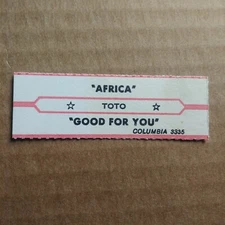 "AFRICA"
☆ TOTO ☆
"GOOD FOR YOU"
COLUMBIA 3335